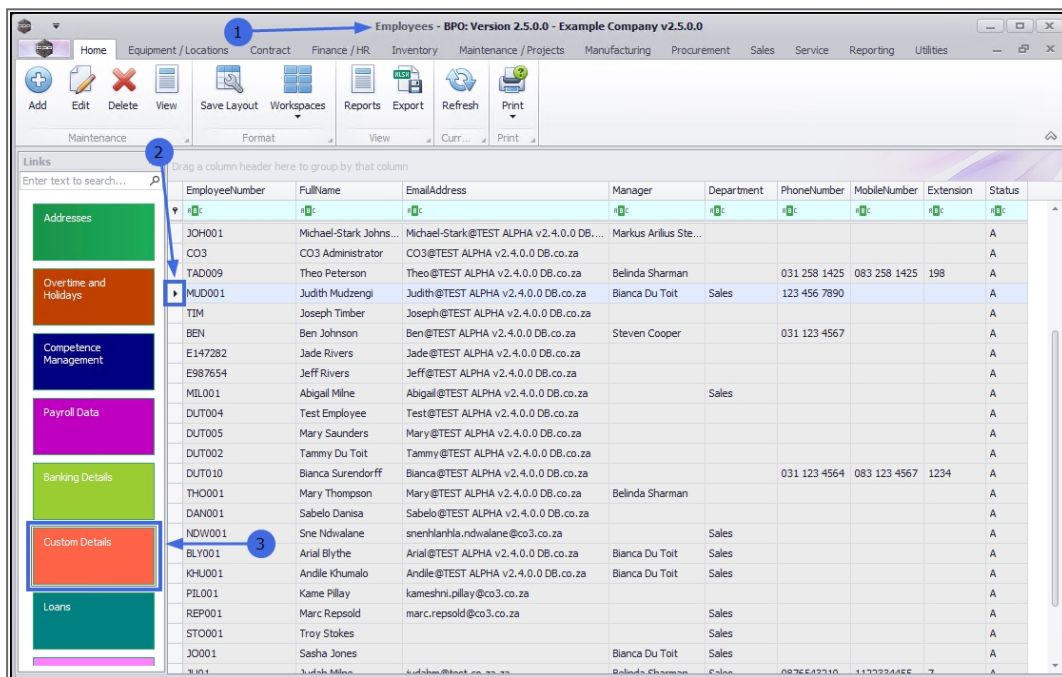 Employees - BPO: Version 2.5.0.0 - Example Company v2.5.0.0
1
Home Equipment / Locations Contract Finance / HR Inventory Maintenance / Projects Manufacturing Procurement Sales Service Reporting Utilities
Add Edit Delete View Save Layout Workspaces Reports Export Refresh Print
Maintenance Format View Curr... Print
2
Links
Drag a column header here to group by that column
Enter text to search...
EmployeeNumber FullName EmailAddress Manager Department PhoneNumber MobileNumber Extension Status
Addresses
JOH001 Michael-Stark Johns... Michael-Stark@TEST ALPHA v2.4.0.0 DB.... Markus Arilius Ste... A
CO3 CO3 Administrator CO3@TEST ALPHA v2.4.0.0 DB.co.za A
TAD009 Theo Peterson Theo@TEST ALPHA v2.4.0.0 DB.co.za Belinda Sharman 031 258 1425 083 258 1425 198 A
Overtime and
Holidays
MUD001 Judith Mudzengi Judith@TEST ALPHA v2.4.0.0 DB.co.za Bianca Du Toit Sales 123 456 7890 A
TIM Joseph Timber Joseph@TEST ALPHA v2.4.0.0 DB.co.za A
BEN Ben Johnson Ben@TEST ALPHA v2.4.0.0 DB.co.za Steven Cooper 031 123 4567 A
Competence
Management
E147282 Jade Rivers Jade@TEST ALPHA v2.4.0.0 DB.co.za A
E987654 Jeff Rivers Jeff@TEST ALPHA v2.4.0.0 DB.co.za A
MIL001 Abigail Milne Abigail@TEST ALPHA v2.4.0.0 DB.co.za Sales A
Payroll Data
DUT004 Test Employee Test@TEST ALPHA v2.4.0.0 DB.co.za A
DUT005 Mary Saunders Mary@TEST ALPHA v2.4.0.0 DB.co.za A
DUT002 Tammy Du Toit Tammy@TEST ALPHA v2.4.0.0 DB.co.za A
Banking Details
DUT010 Bianca Surendorff Bianca@TEST ALPHA v2.4.0.0 DB.co.za 031 123 4564 083 123 4567 1234 A
THO001 Mary Thompson Mary@TEST ALPHA v2.4.0.0 DB.co.za Belinda Sharman A
DAN001 Sabelo Danisa Sabelo@TEST ALPHA v2.4.0.0 DB.co.za A
NDW001 Sne Ndwalane snenhlanhla.ndwalane@co3.co.za Sales A
Custom Details
3
BLY001 Arial Blythe Arial@TEST ALPHA v2.4.0.0 DB.co.za Bianca Du Toit Sales A
KHU001 Andile Khumalo Andile@TEST ALPHA v2.4.0.0 DB.co.za Bianca Du Toit Sales A
PIL001 Kame Pillay kameshni.pillay@co3.co.za A
Loans
REP001 Marc Repsold marc.repsold@co3.co.za Sales A
STO001 Troy Stokes Sales A
JO001 Sasha Jones Bianca Du Toit Sales A
Judah Milne Belinda Sharman Sales 0876543210 1122334455 7 A